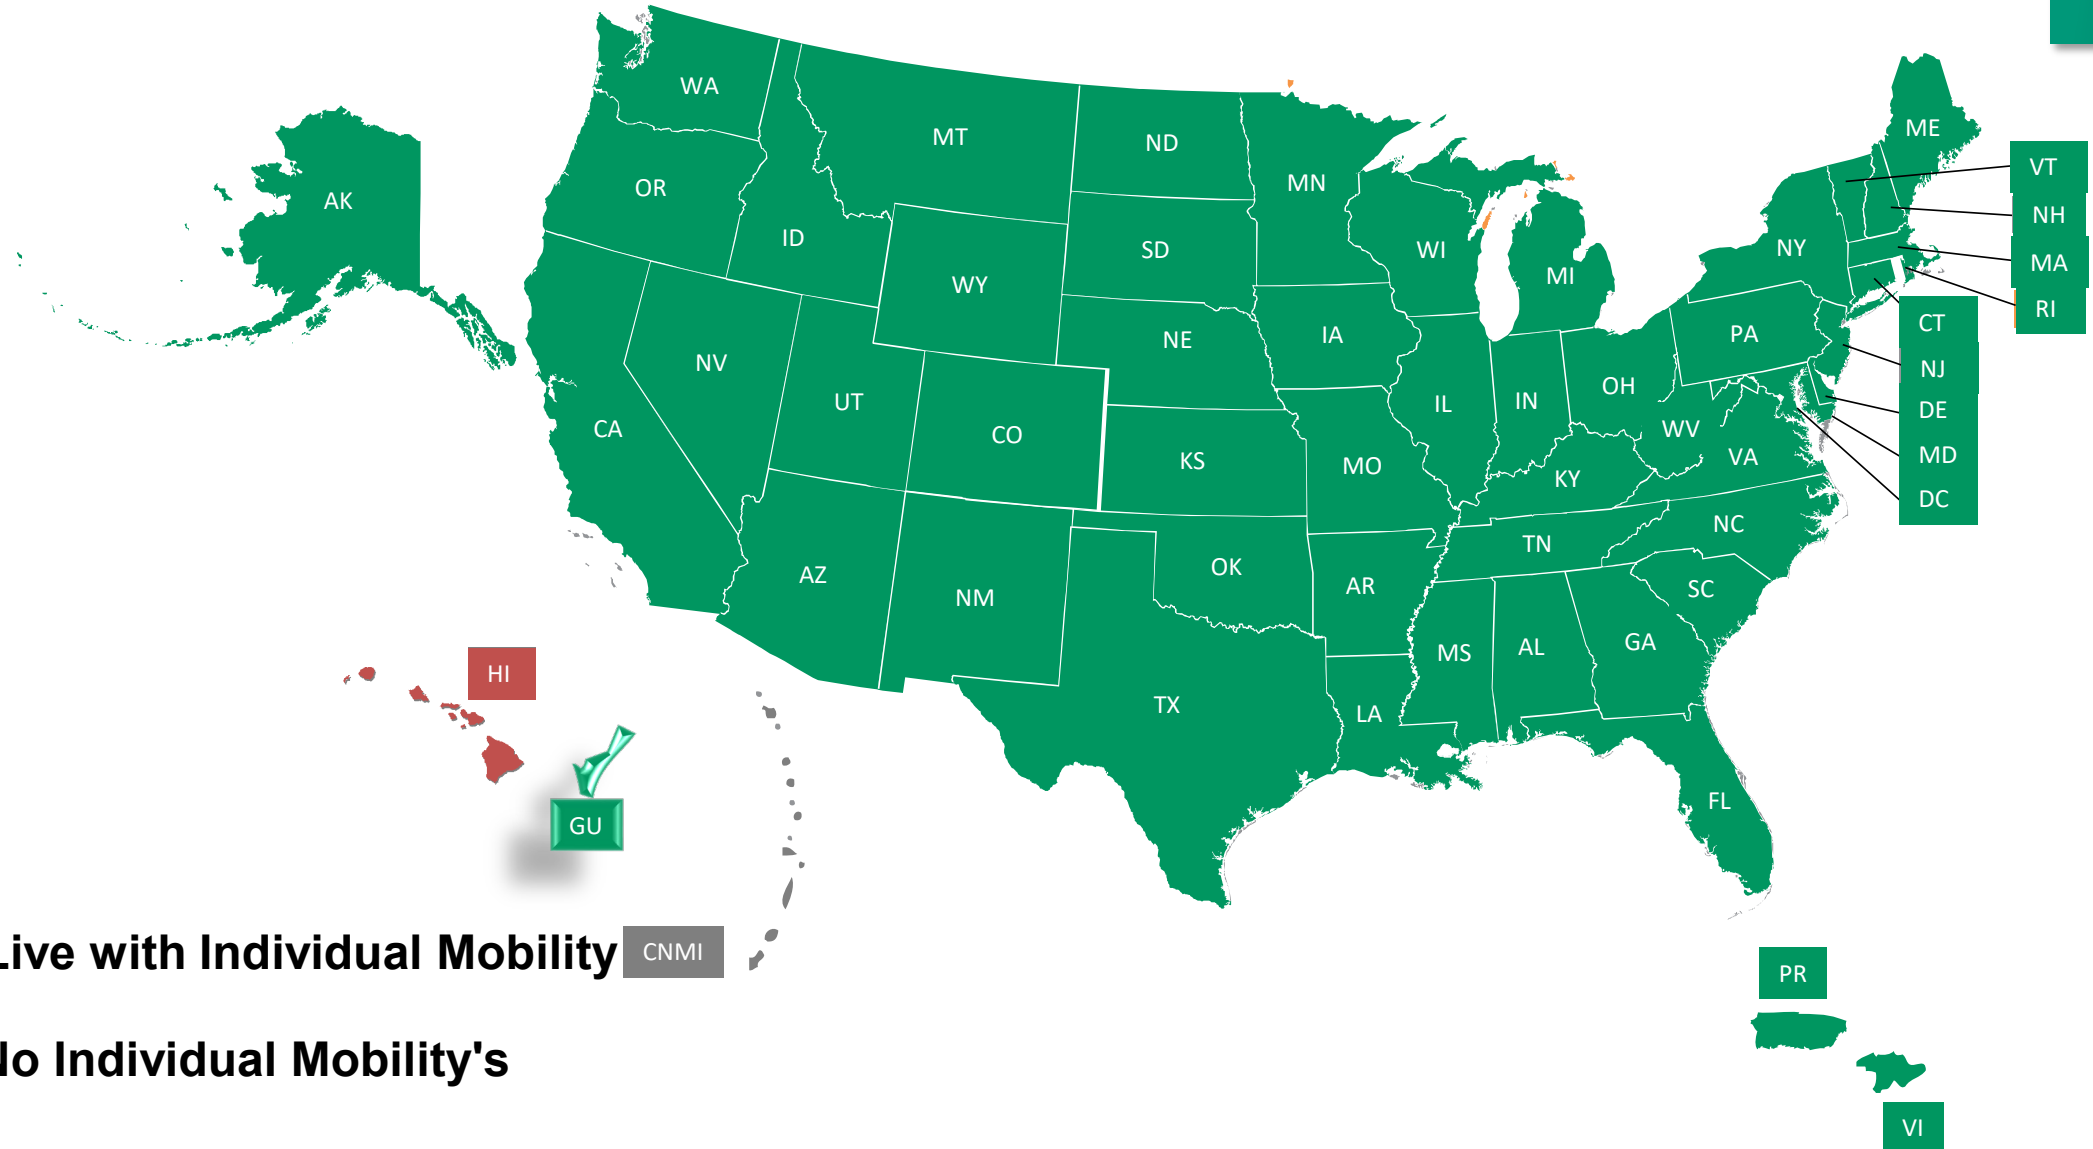 WA
MT
ND
ME
MN
VT
AK
OR
NH
ID
SD
WI
NY
MA
MI
WY
RI
CT
NE
IA
PA
NV
NJ
OH
UT
IL
IN
DE
CA
CO
WV
KS
MO
VA
MD
KY
DC
NC
TN
AZ
OK
AR
SC
NM
MS
AL
GA
HI
TX
LA
FL
GU
Live with Individual Mobility
CNMI
PR
No Individual Mobility's
VI